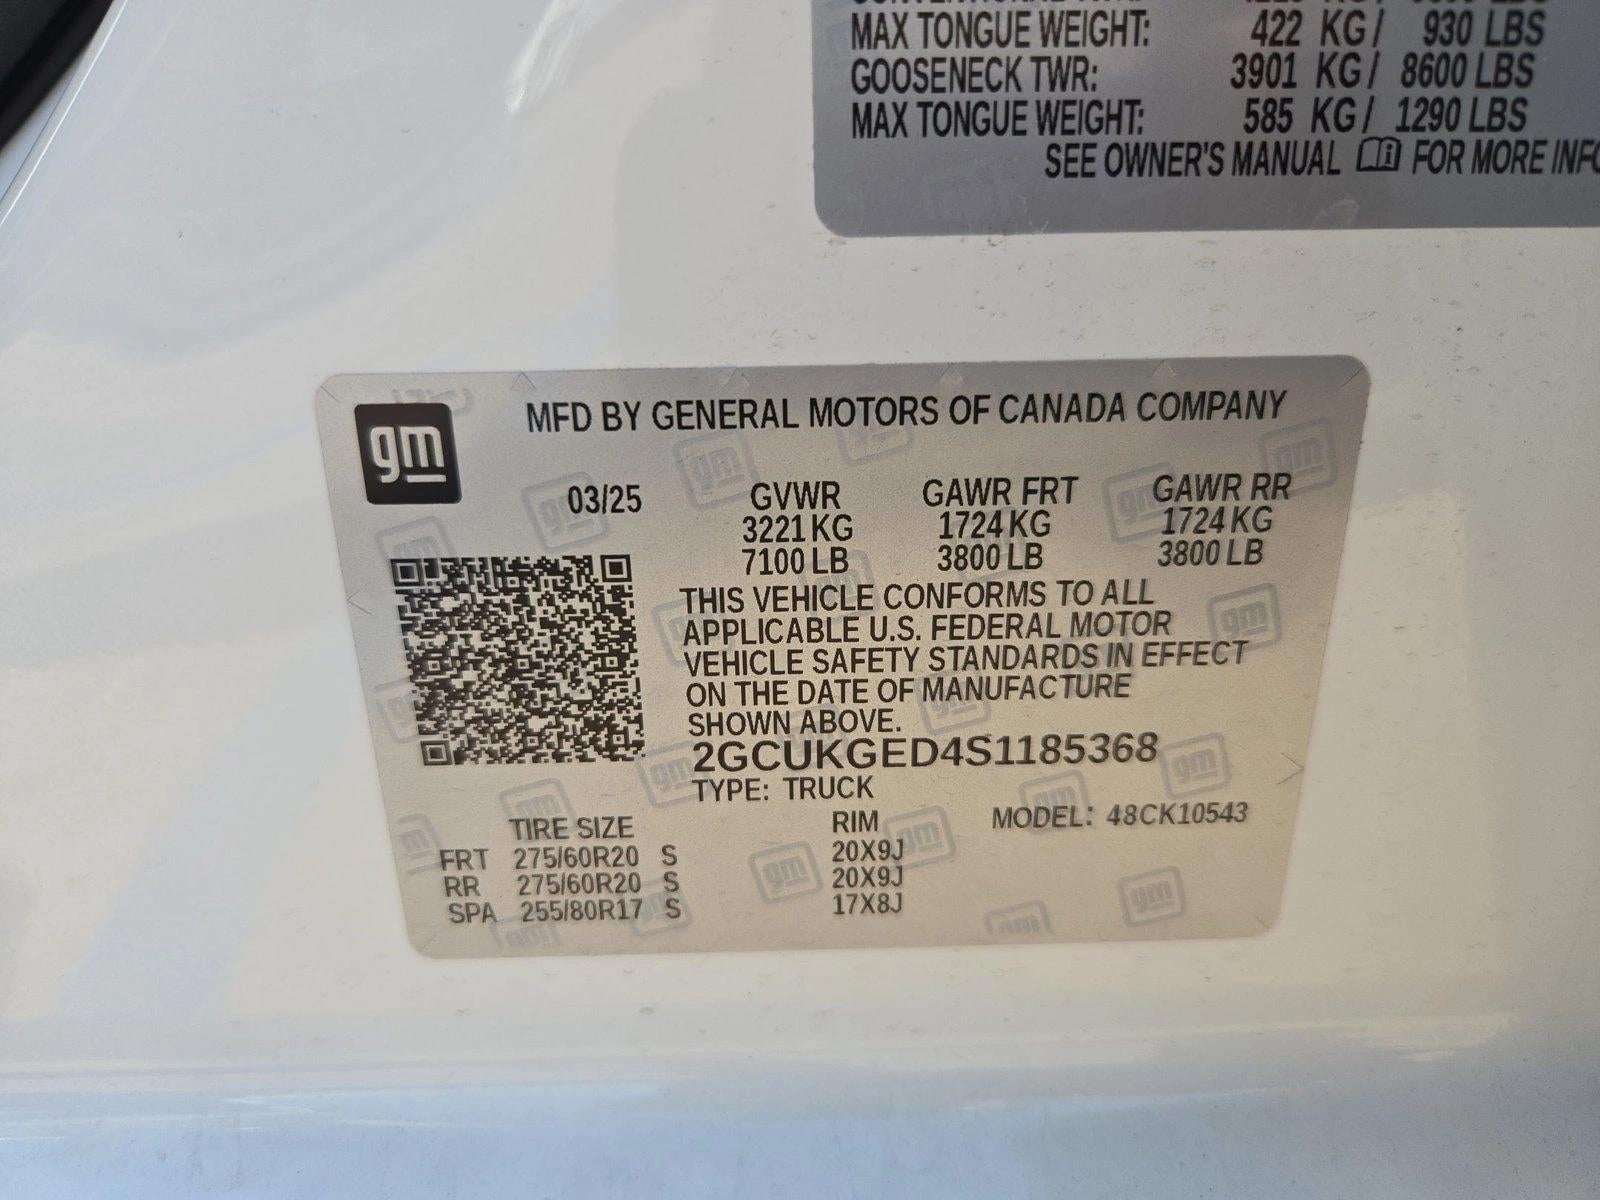 MAX TONGUE WEIGHT: 422 KG / 930 LBS
GOOSENECK TWR: 3901 KG / 8600 LBS
MAX TONGUE WEIGHT: 585 KG / 1290 LBS
SEE OWNER'S MANUAL FOR MORE INFO
gm
MFD BY GENERAL MOTORS OF CANADA COMPANY
03/25 GVWR GAWR FRT GAWR RR
3221 KG 1724 KG 1724 KG
7100 LB 3800 LB 3800 LB
THIS VEHICLE CONFORMS TO ALL
APPLICABLE U.S. FEDERAL MOTOR
VEHICLE SAFETY STANDARDS IN EFFECT
ON THE DATE OF MANUFACTURE
SHOWN ABOVE.
2GCUKGED4S1185368
TYPE: TRUCK
TIRE SIZE RIM MODEL: 48CK10543
FRT 275/60R20 S 20X9J
RR 275/60R20 S 20X9J
SPA 255/80R17 S 17X8J